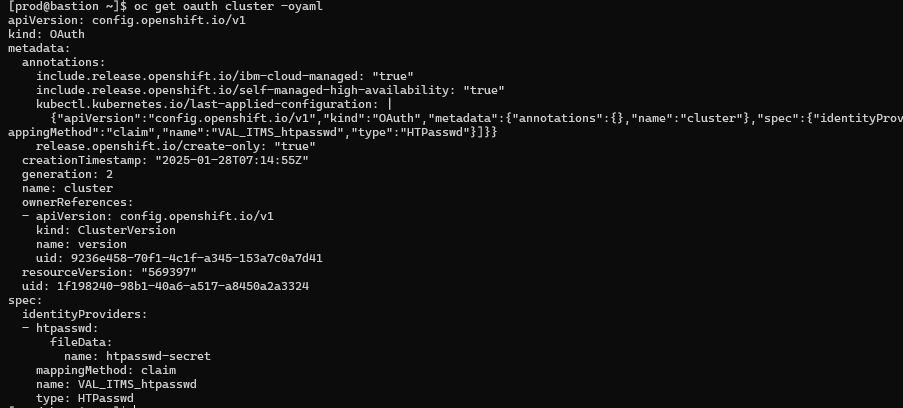 [prod@bastion ~]$ oc get oauth cluster -oyaml
apiVersion: config.openshift.io/v1
kind: OAuth
metadata:
  annotations:
    include.release.openshift.io/ibm-cloud-managed: "true"
    include.release.openshift.io/self-managed-high-availability: "true"
    kubectl.kubernetes.io/last-applied-configuration: |
      {"apiVersion":"config.openshift.io/v1","kind":"OAuth","metadata":{"annotations":{},"name":"cluster"},"spec":{"identityProv
appingMethod":"claim","name":"VAL_ITMS_htpasswd","type":"HTPasswd"}]}}
    release.openshift.io/create-only: "true"
  creationTimestamp: "2025-01-28T07:14:55Z"
  generation: 2
  name: cluster
  ownerReferences:
  - apiVersion: config.openshift.io/v1
    kind: ClusterVersion
    name: version
    uid: 9236e458-70f1-4c1f-a345-153a7c0a7d41
  resourceVersion: "569397"
  uid: 1f198240-98b1-40a6-a517-a8450a2a3324
spec:
  identityProviders:
  - htpasswd:
      fileData:
        name: htpasswd-secret
    mappingMethod: claim
    name: VAL_ITMS_htpasswd
    type: HTPasswd